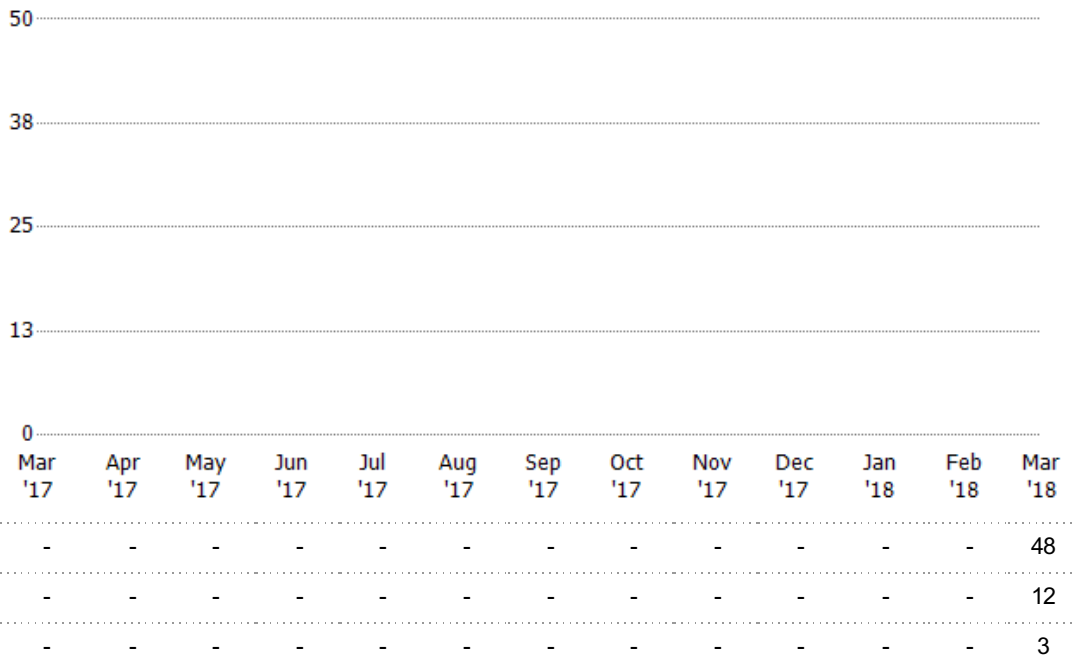 50
38
25
13
0
Mar Apr May Jun Jul Aug Sep Oct Nov Dec Jan Feb Mar
'17 '17 '17 '17 '17 '17 '17 '17 '17 '17 '18 '18 '18
- - - - - - - - - - - - 48
- - - - - - - - - - - - 12
- - - - - - - - - - - - 3